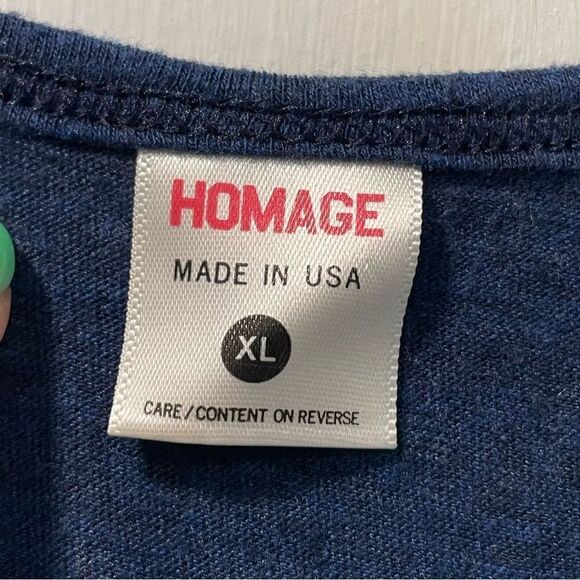 HOMAGE
MADE IN USA
XL
CARE/CONTENT ON REVERSE